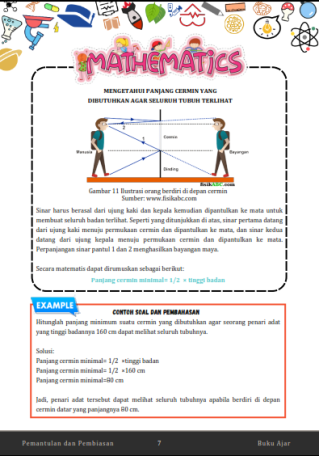 MATHEMATICS
MENGETAHUI PANJANG CERMIN YANG
DIBUTUHKAN AGAR SELURUH TUBUH TERLIHAT
2
1
Cermin
Manusia
Bayangan
Dinding
fisikABC.com
Gambar 11 Ilustrasi orang berdiri di depan cermin
Sumber: www.fisikabc.com
Sinar harus berasal dari ujung kaki dan kepala kemudian dipantulkan ke mata untuk
membuat seluruh badan terlihat. Seperti yang ditunjukkan di atas, sinar pertama datang
dari ujung kaki menuju permukaan cermin dan dipantulkan ke mata, dan sinar kedua
datang dari ujung kepala menuju permukaan cermin dan dipantulkan ke mata.
Perpanjangan sinar pantul 1 dan 2 menghasilkan bayangan maya.
Secara matematis dapat dirumuskan sebagai berikut:
Panjang cermin minimal= 1/2 × tinggi badan
EXAMPLE
CONTOH SOAL DAN PEMBAHASAN
Hitunglah panjang minimum suatu cermin yang dibutuhkan agar seorang penari adat
yang tinggi badannya 160 cm dapat melihat seluruh tubuhnya.
Solusi:
Panjang cermin minimal= 1/2 ×tinggi badan
Panjang cermin minimal= 1/2 ×160 cm
Panjang cermin minimal=80 cm
Jadi, penari adat tersebut dapat melihat seluruh tubuhnya apabila berdiri di depan
cermin datar yang panjangnya 80 cm.
Pemantulan dan Pembiasan 7 Buku Ajar